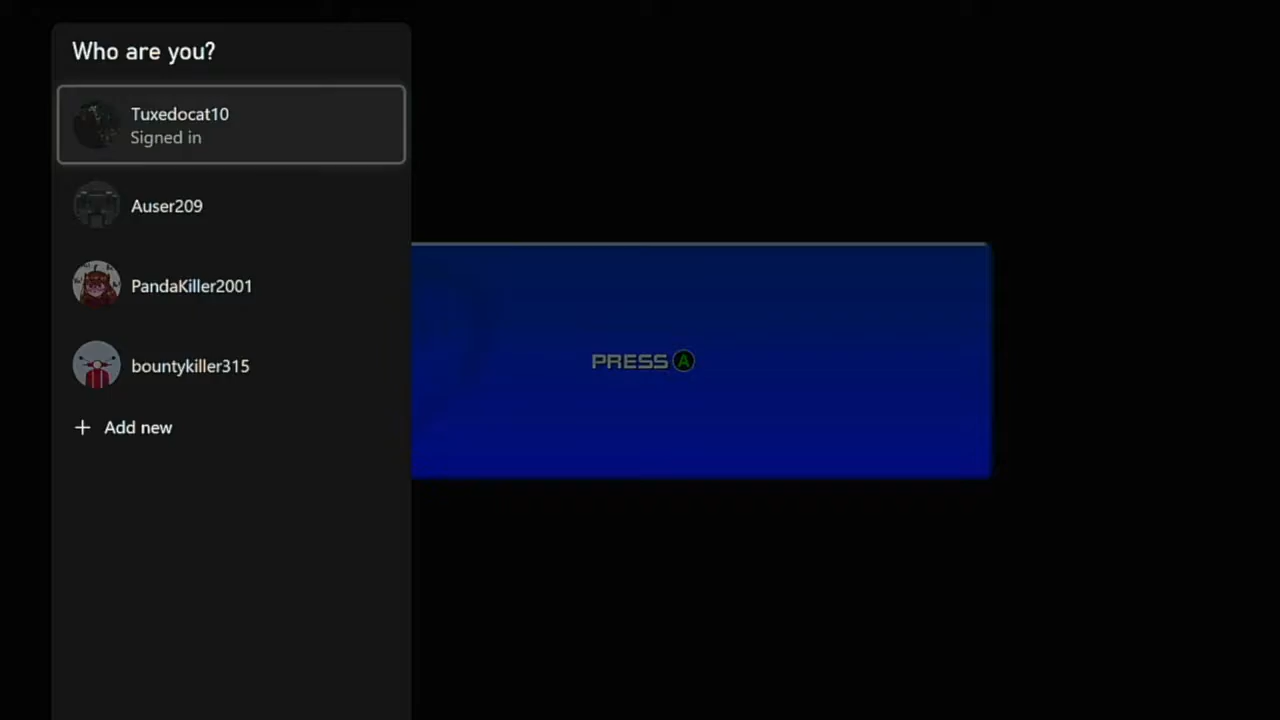 Who are you?
Tuxedocat10
Signed in
Auser209
PandaKiller2001
bountykiller315
+ Add new
PRESS A